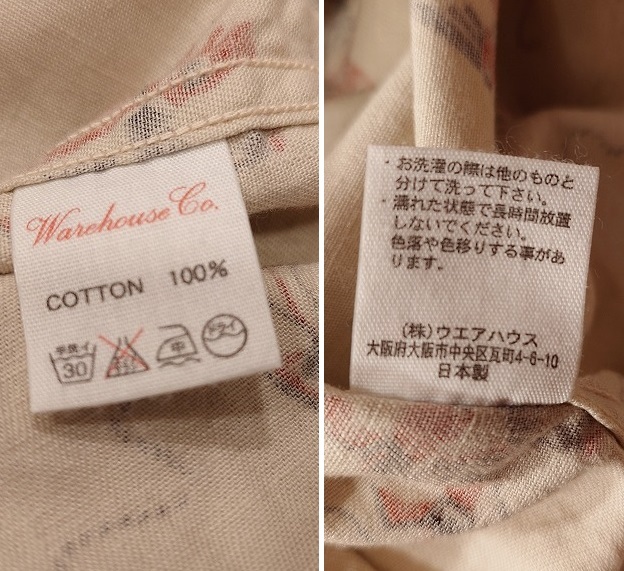 Warehouse Co.
COTTON 100%
手洗イ
30
中
ドライ
・お洗濯の際は他のものと
分けて洗って下さい。
・濡れた状態で長時間放置
しないでください。
色落や色移りする事があ
ります。
(株)ウエアハウス
大阪府大阪市中央区瓦町4-6-10
日本製